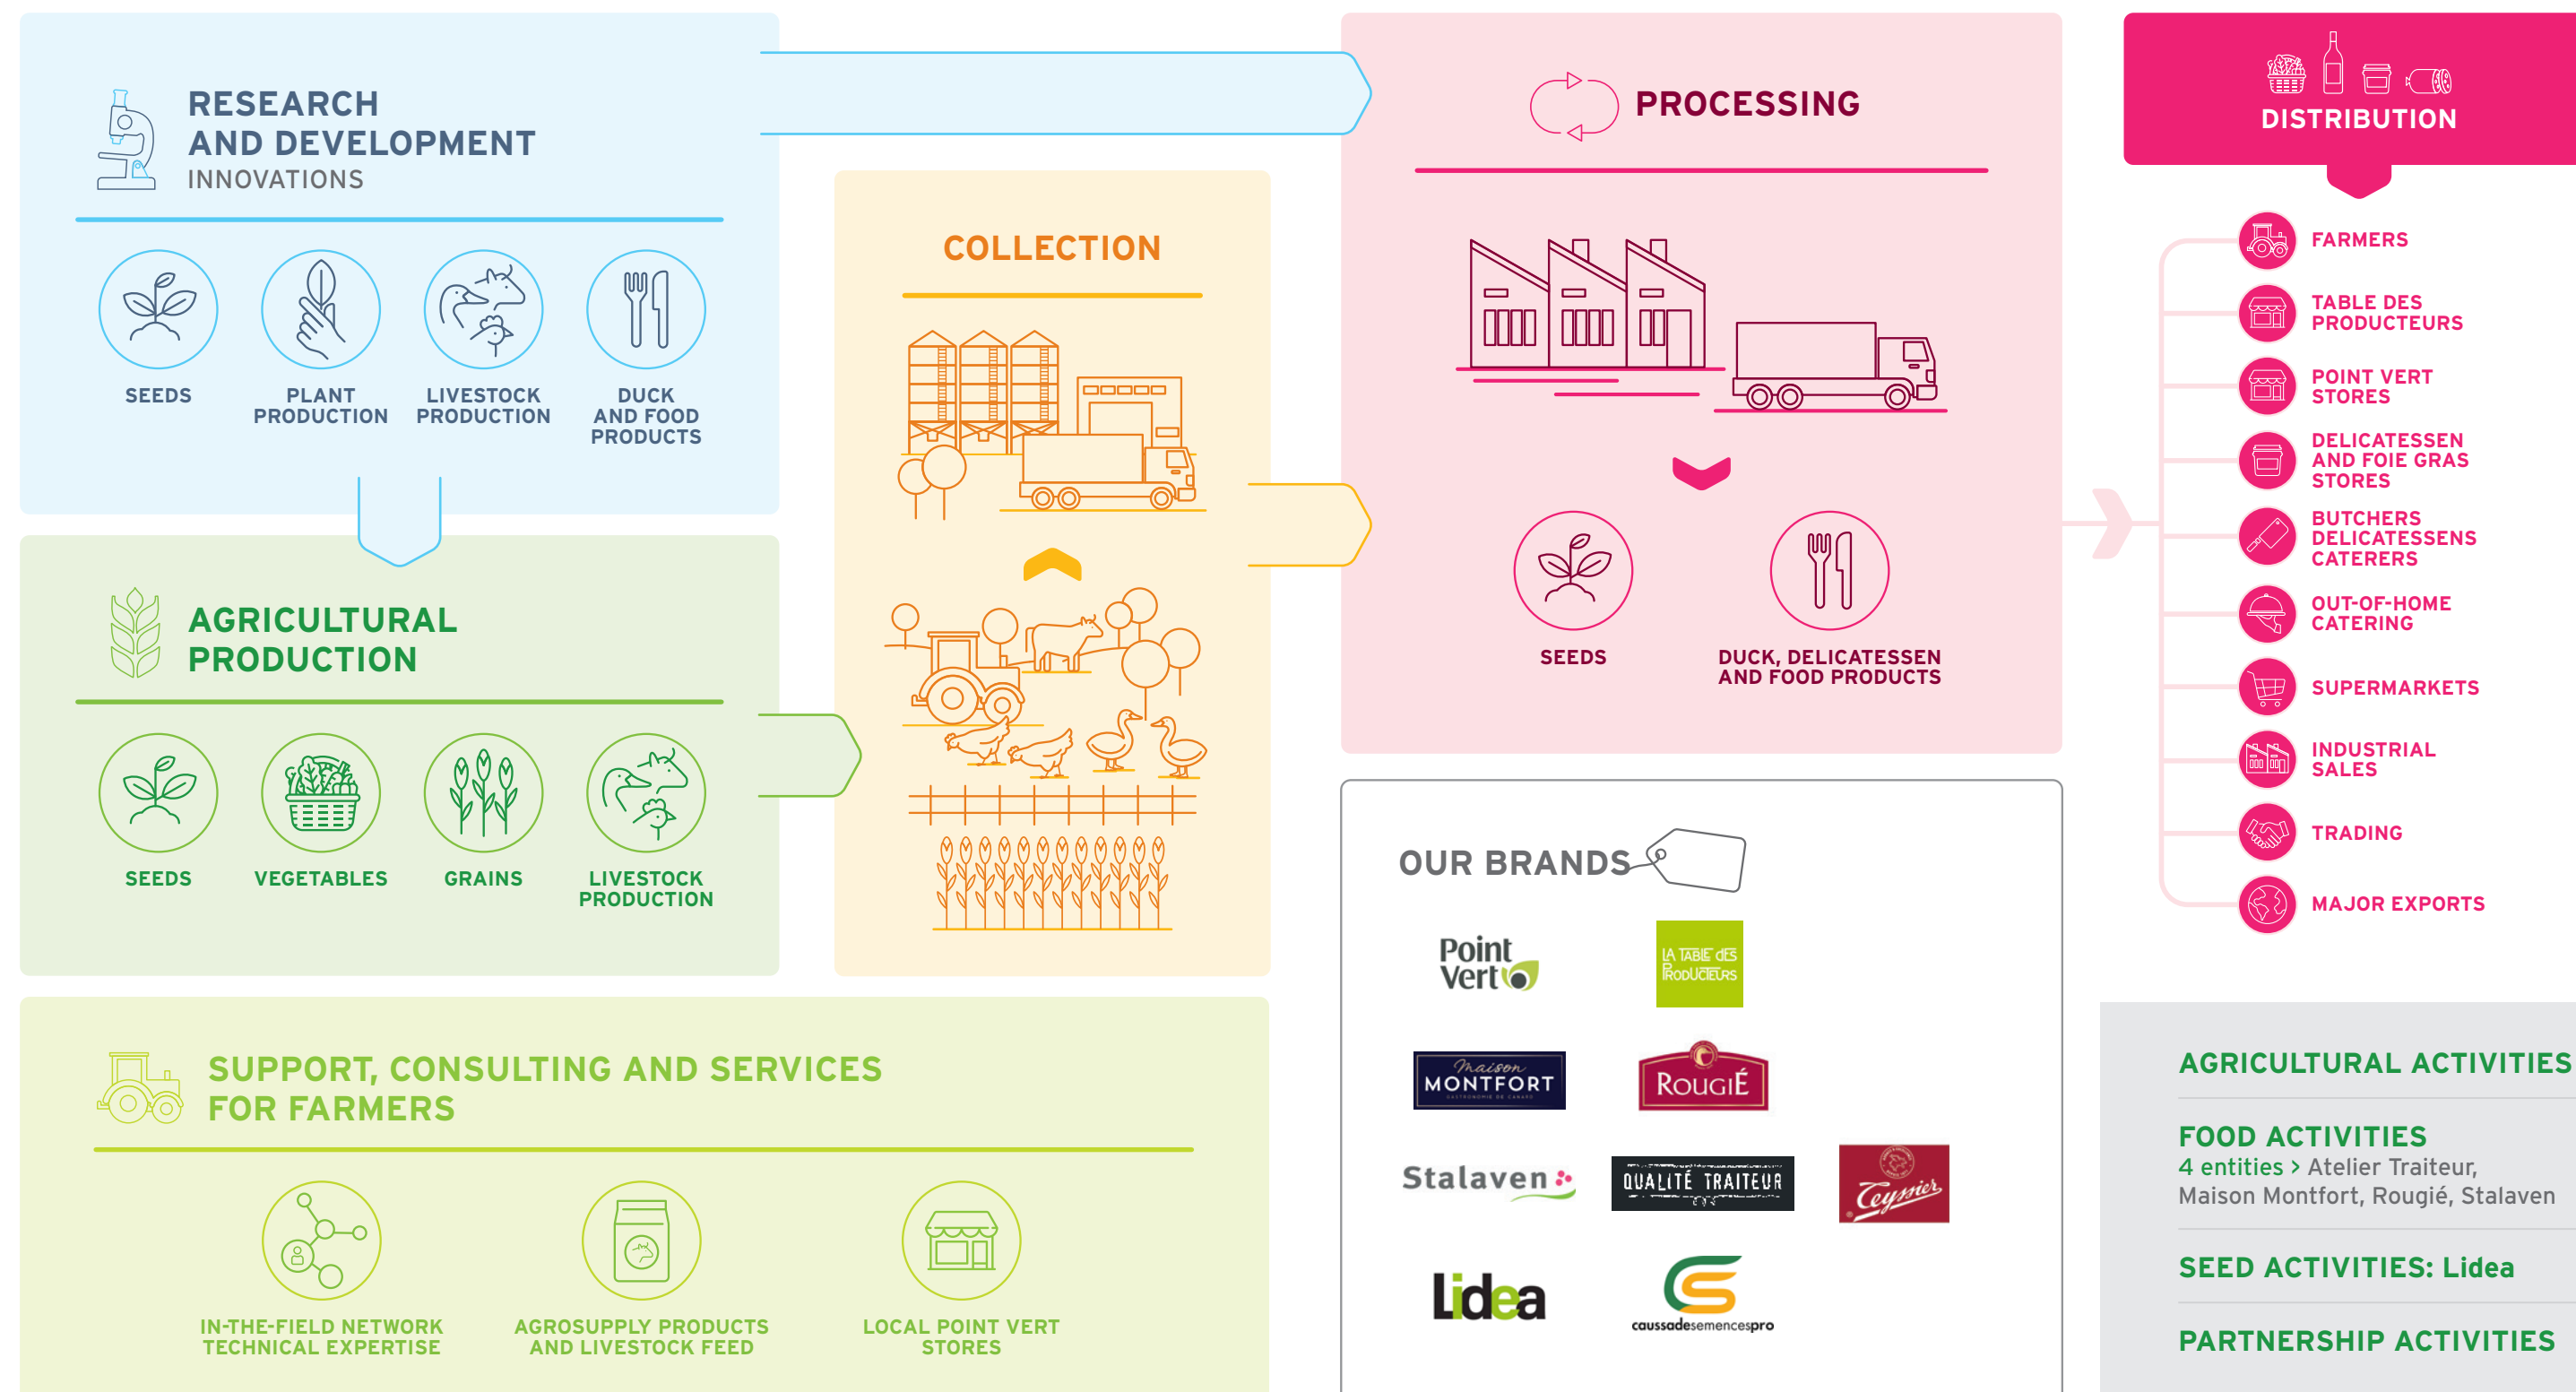 RESEARCH
AND DEVELOPMENT
INNOVATIONS
SEEDS
PLANT
PRODUCTION
LIVESTOCK
PRODUCTION
DUCK
AND FOOD
PRODUCTS
AGRICULTURAL
PRODUCTION
SEEDS
VEGETABLES
GRAINS
LIVESTOCK
PRODUCTION
COLLECTION
SUPPORT, CONSULTING AND SERVICES
FOR FARMERS
IN-THE-FIELD NETWORK
TECHNICAL EXPERTISE
AGROSUPPLY PRODUCTS
AND LIVESTOCK FEED
LOCAL POINT VERT
STORES
PROCESSING
SEEDS
DUCK, DELICATESSEN
AND FOOD PRODUCTS
OUR BRANDS
Point
Vert
LA TABLE dES
PRODUCTEURS
Maison
MONTFORT
GASTRONOMIE DE CANARD
ROUGIÉ
Stalaven
QUALITÉ TRAITEUR
Teyssier
Lidea
caussadesemencespro
DISTRIBUTION
FARMERS
TABLE DES
PRODUCTEURS
POINT VERT
STORES
DELICATESSEN
AND FOIE GRAS
STORES
BUTCHERS
DELICATESSENS
CATERERS
OUT-OF-HOME
CATERING
SUPERMARKETS
INDUSTRIAL
SALES
TRADING
MAJOR EXPORTS
AGRICULTURAL ACTIVITIES
FOOD ACTIVITIES
4 entities > Atelier Traiteur,
Maison Montfort, Rougié, Stalaven
SEED ACTIVITIES: Lidea
PARTNERSHIP ACTIVITIES